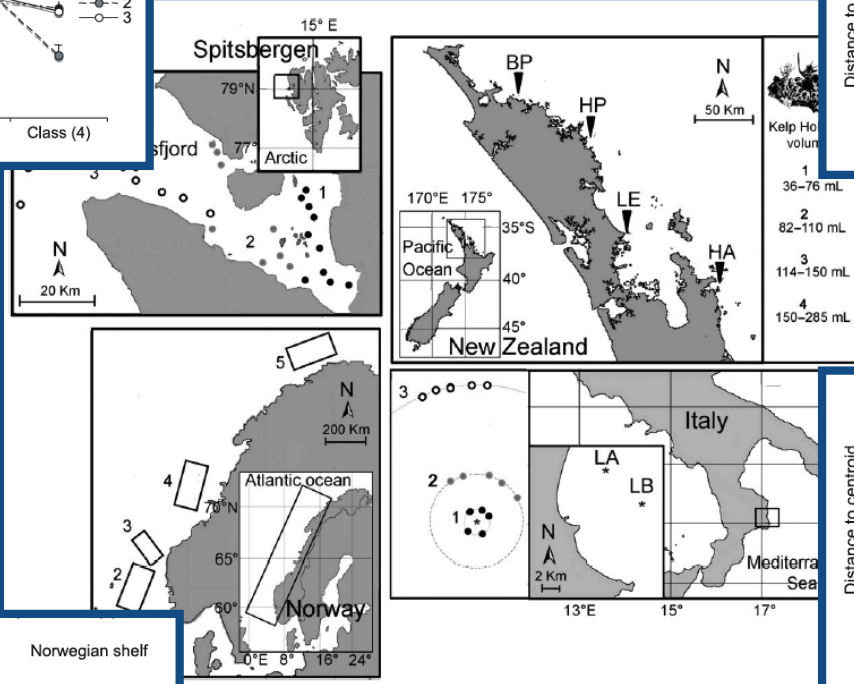 2
3
Class (4)
15° E
Spitsbergen
79°N
77°
Arctic
sfjord
3
1
2
N
20 Km
BP
HP
LE
HA
N
50 Km
170°E 175°
35°S
Pacific
Ocean
40°
45°
New Zealand
Kelp Hol
volum
1
36–76 mL
2
82–110 mL
3
114–150 mL
4
150–285 mL
Distance to
5
N
200 Km
4
3
2
Atlantic ocean
70°N
65°
60°
Norway
0°E 8° 16° 24°
Norwegian shelf
3
2
1
*
Italy
LA
*
LB
*
N
2 Km
Mediterra
Sea
13°E 15° 17°
Distance to centroid